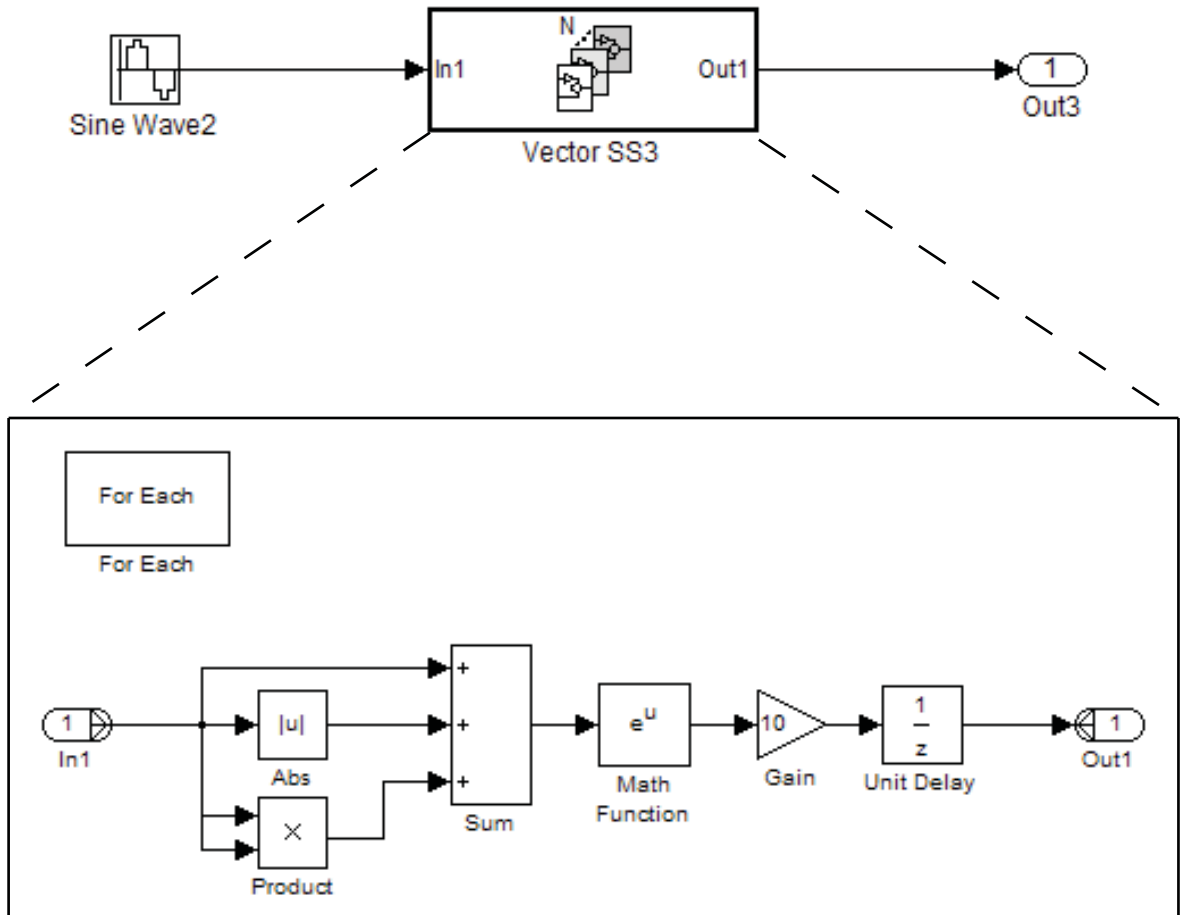 N
In1
Out1
1
Sine Wave2
Out3
Vector SS3
For Each
For Each
+
1
|u|
+
e^u
10
1
z
1
In1
Abs
+
Math
Function
Gain
Unit Delay
Out1
×
Sum
Product